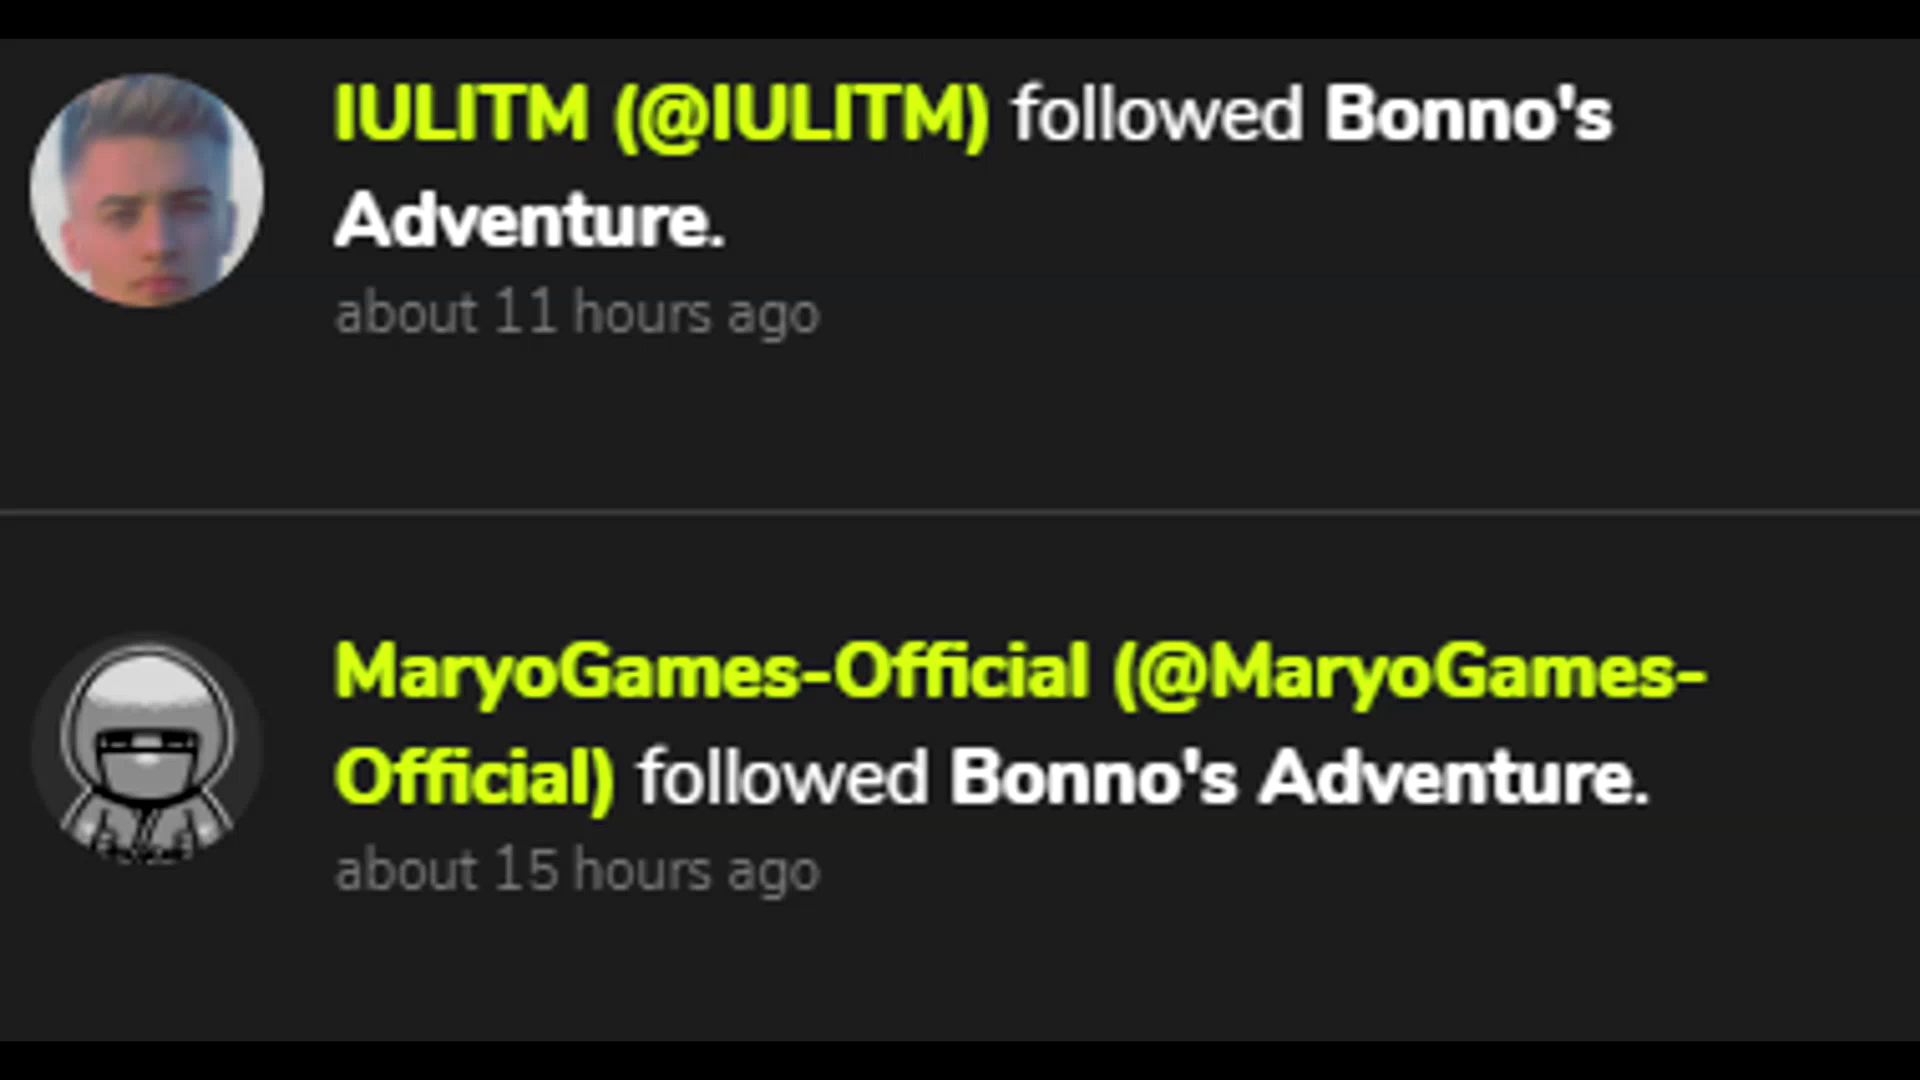 IULITM (@IULITM) followed Bonno's
Adventure.
about 11 hours ago
MaryoGames-Official (@MaryoGames-
Official) followed Bonno's Adventure.
about 15 hours ago